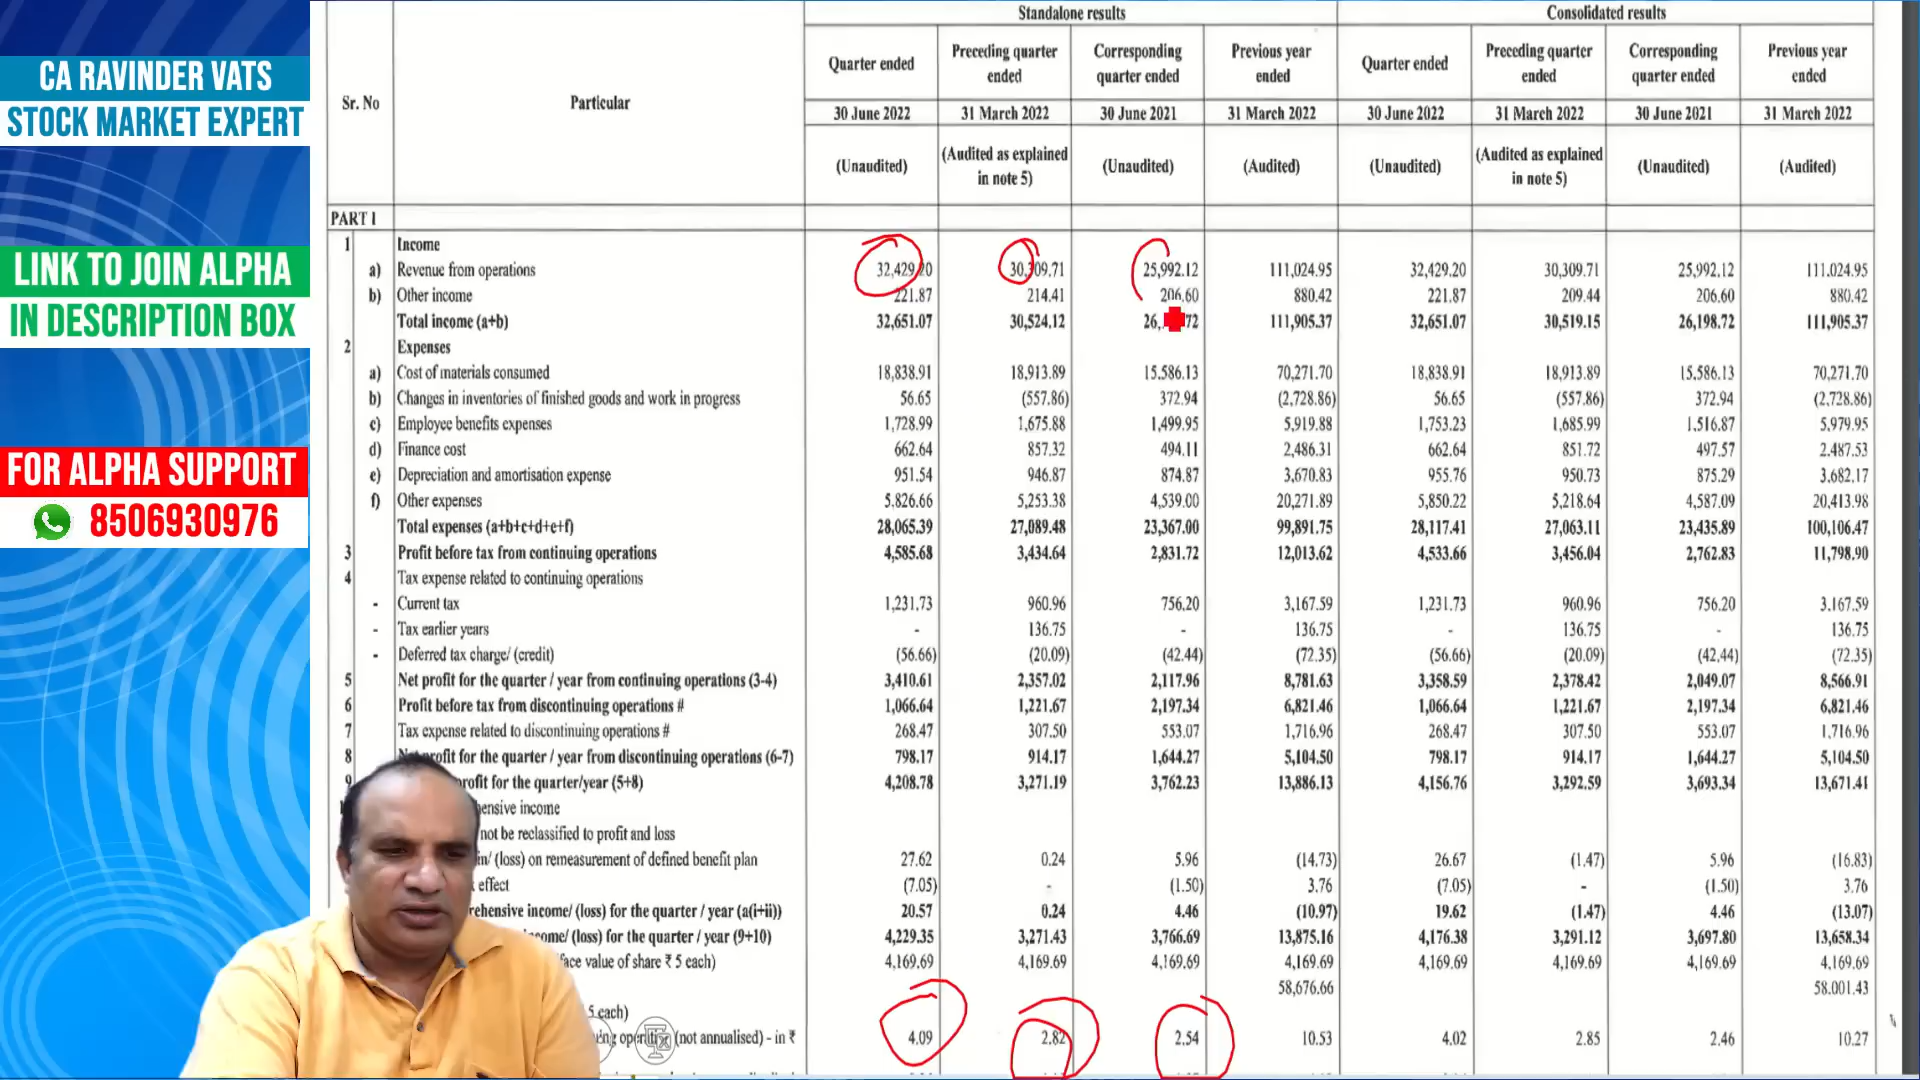 CA RAVINDER VATS
STOCK MARKET EXPERT
LINK TO JOIN ALPHA
IN DESCRIPTION BOX
FOR ALPHA SUPPORT
8506930976
Standalone results Consolidated results
Sr. No Particular Quarter ended Preceding quarter ended Corresponding quarter ended Previous year ended Quarter ended Preceding quarter ended Corresponding quarter ended Previous year ended
30 June 2022 31 March 2022 30 June 2021 31 March 2022 30 June 2022 31 March 2022 30 June 2021 31 March 2022
(Unaudited) (Audited as explained in note 5) (Unaudited) (Audited) (Unaudited) (Audited as explained in note 5) (Unaudited) (Audited)
PART I
1 Income
a) Revenue from operations 32,429.20 30,309.71 25,992.12 111,024.95 32,429.20 30,309.71 25,992.12 111,024.95
b) Other income 221.87 214.41 206.60 880.42 221.87 209.44 206.60 880.42
Total income (a+b) 32,651.07 30,524.12 26, 72 111,905.37 32,651.07 30,519.15 26,198.72 111,905.37
2 Expenses
a) Cost of materials consumed 18,838.91 18,913.89 15,586.13 70,271.70 18,838.91 18,913.89 15,586.13 70,271.70
b) Changes in inventories of finished goods and work in progress 56.65 (557.86) 372.94 (2,728.86) 56.65 (557.86) 372.94 (2,728.86)
c) Employee benefits expenses 1,728.99 1,675.88 1,499.95 5,919.88 1,753.23 1,685.99 1,516.87 5,979.95
d) Finance cost 662.64 857.32 494.11 2,486.31 662.64 851.72 497.57 2,487.53
e) Depreciation and amortisation expense 951.54 946.87 874.87 3,670.83 955.76 950.73 875.29 3,682.17
f) Other expenses 5,826.66 5,253.38 4,539.00 20,271.89 5,850.22 5,218.64 4,587.09 20,413.98
Total expenses (a+b+c+d+e+f) 28,065.39 27,089.48 23,367.00 99,891.75 28,117.41 27,063.11 23,435.89 100,106.47
3 Profit before tax from continuing operations 4,585.68 3,434.64 2,831.72 12,013.62 4,533.66 3,456.04 2,762.83 11,798.90
4 Tax expense related to continuing operations
- Current tax 1,231.73 960.96 756.20 3,167.59 1,231.73 960.96 756.20 3,167.59
- Tax earlier years - 136.75 - 136.75 - 136.75 - 136.75
- Deferred tax charge/ (credit) (56.66) (20.09) (42.44) (72.35) (56.66) (20.09) (42.44) (72.35)
5 Net profit for the quarter / year from continuing operations (3-4) 3,410.61 2,357.02 2,117.96 8,781.63 3,358.59 2,378.42 2,049.07 8,566.91
6 Profit before tax from discontinuing operations # 1,066.64 1,221.67 2,197.34 6,821.46 1,066.64 1,221.67 2,197.34 6,821.46
7 Tax expense related to discontinuing operations # 268.47 307.50 553.07 1,716.96 268.47 307.50 553.07 1,716.96
8 profit for the quarter / year from discontinuing operations (6-7) 798.17 914.17 1,644.27 5,104.50 798.17 914.17 1,644.27 5,104.50
9 rofit for the quarter/year (5+8) 4,208.78 3,271.19 3,762.23 13,886.13 4,156.76 3,292.59 3,693.34 13,671.41
ensive income
not be reclassified to profit and loss
in/ (loss) on remeasurement of defined benefit plan 27.62 0.24 5.96 (14.73) 26.67 (1.47) 5.96 (16.83)
effect (7.05) - (1.50) 3.76 (7.05) - (1.50) 3.76
rehensive income/ (loss) for the quarter / year (a(i+ii)) 20.57 0.24 4.46 (10.97) 19.62 (1.47) 4.46 (13.07)
ome/ (loss) for the quarter / year (9+10) 4,229.35 3,271.43 3,766.69 13,875.16 4,176.38 3,291.12 3,697.80 13,658.34
face value of share ₹ 5 each) 4,169.69 4,169.69 4,169.69 4,169.69 4,169.69 4,169.69 4,169.69 4,169.69
58,676.66 58,001.43
5 each)
ing operati (not annualised) - in ₹ 4.09 2.82 2.54 10.53 4.02 2.85 2.46 10.27